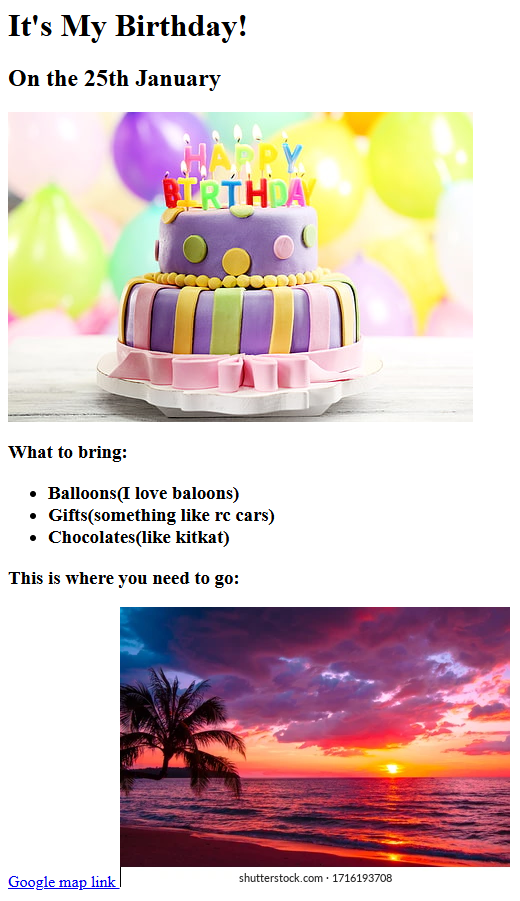 It's My Birthday!
On the 25th January
HAPPY
BIRTHDAY
What to bring:
Balloons(I love baloons)
Gifts(something like rc cars)
Chocolates(like kitkat)
This is where you need to go:
Google map link
shutterstock.com · 1716193708